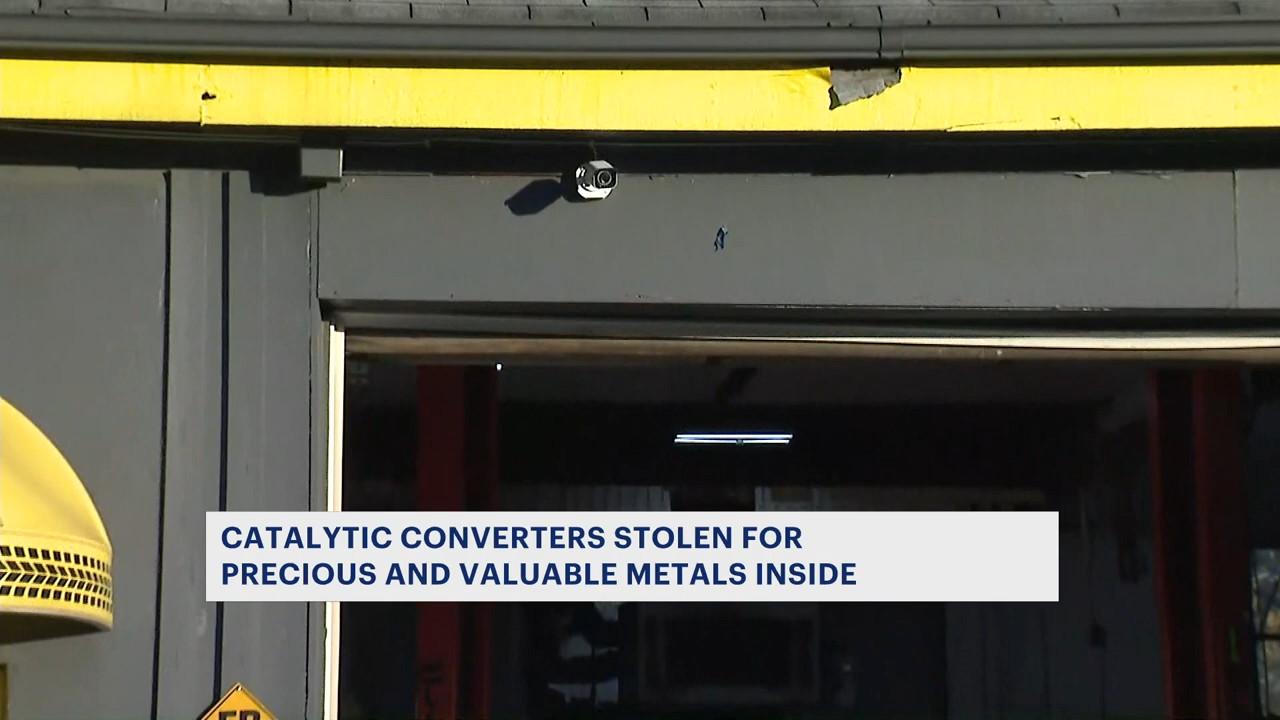 CATALYTIC CONVERTERS STOLEN FOR
PRECIOUS AND VALUABLE METALS INSIDE